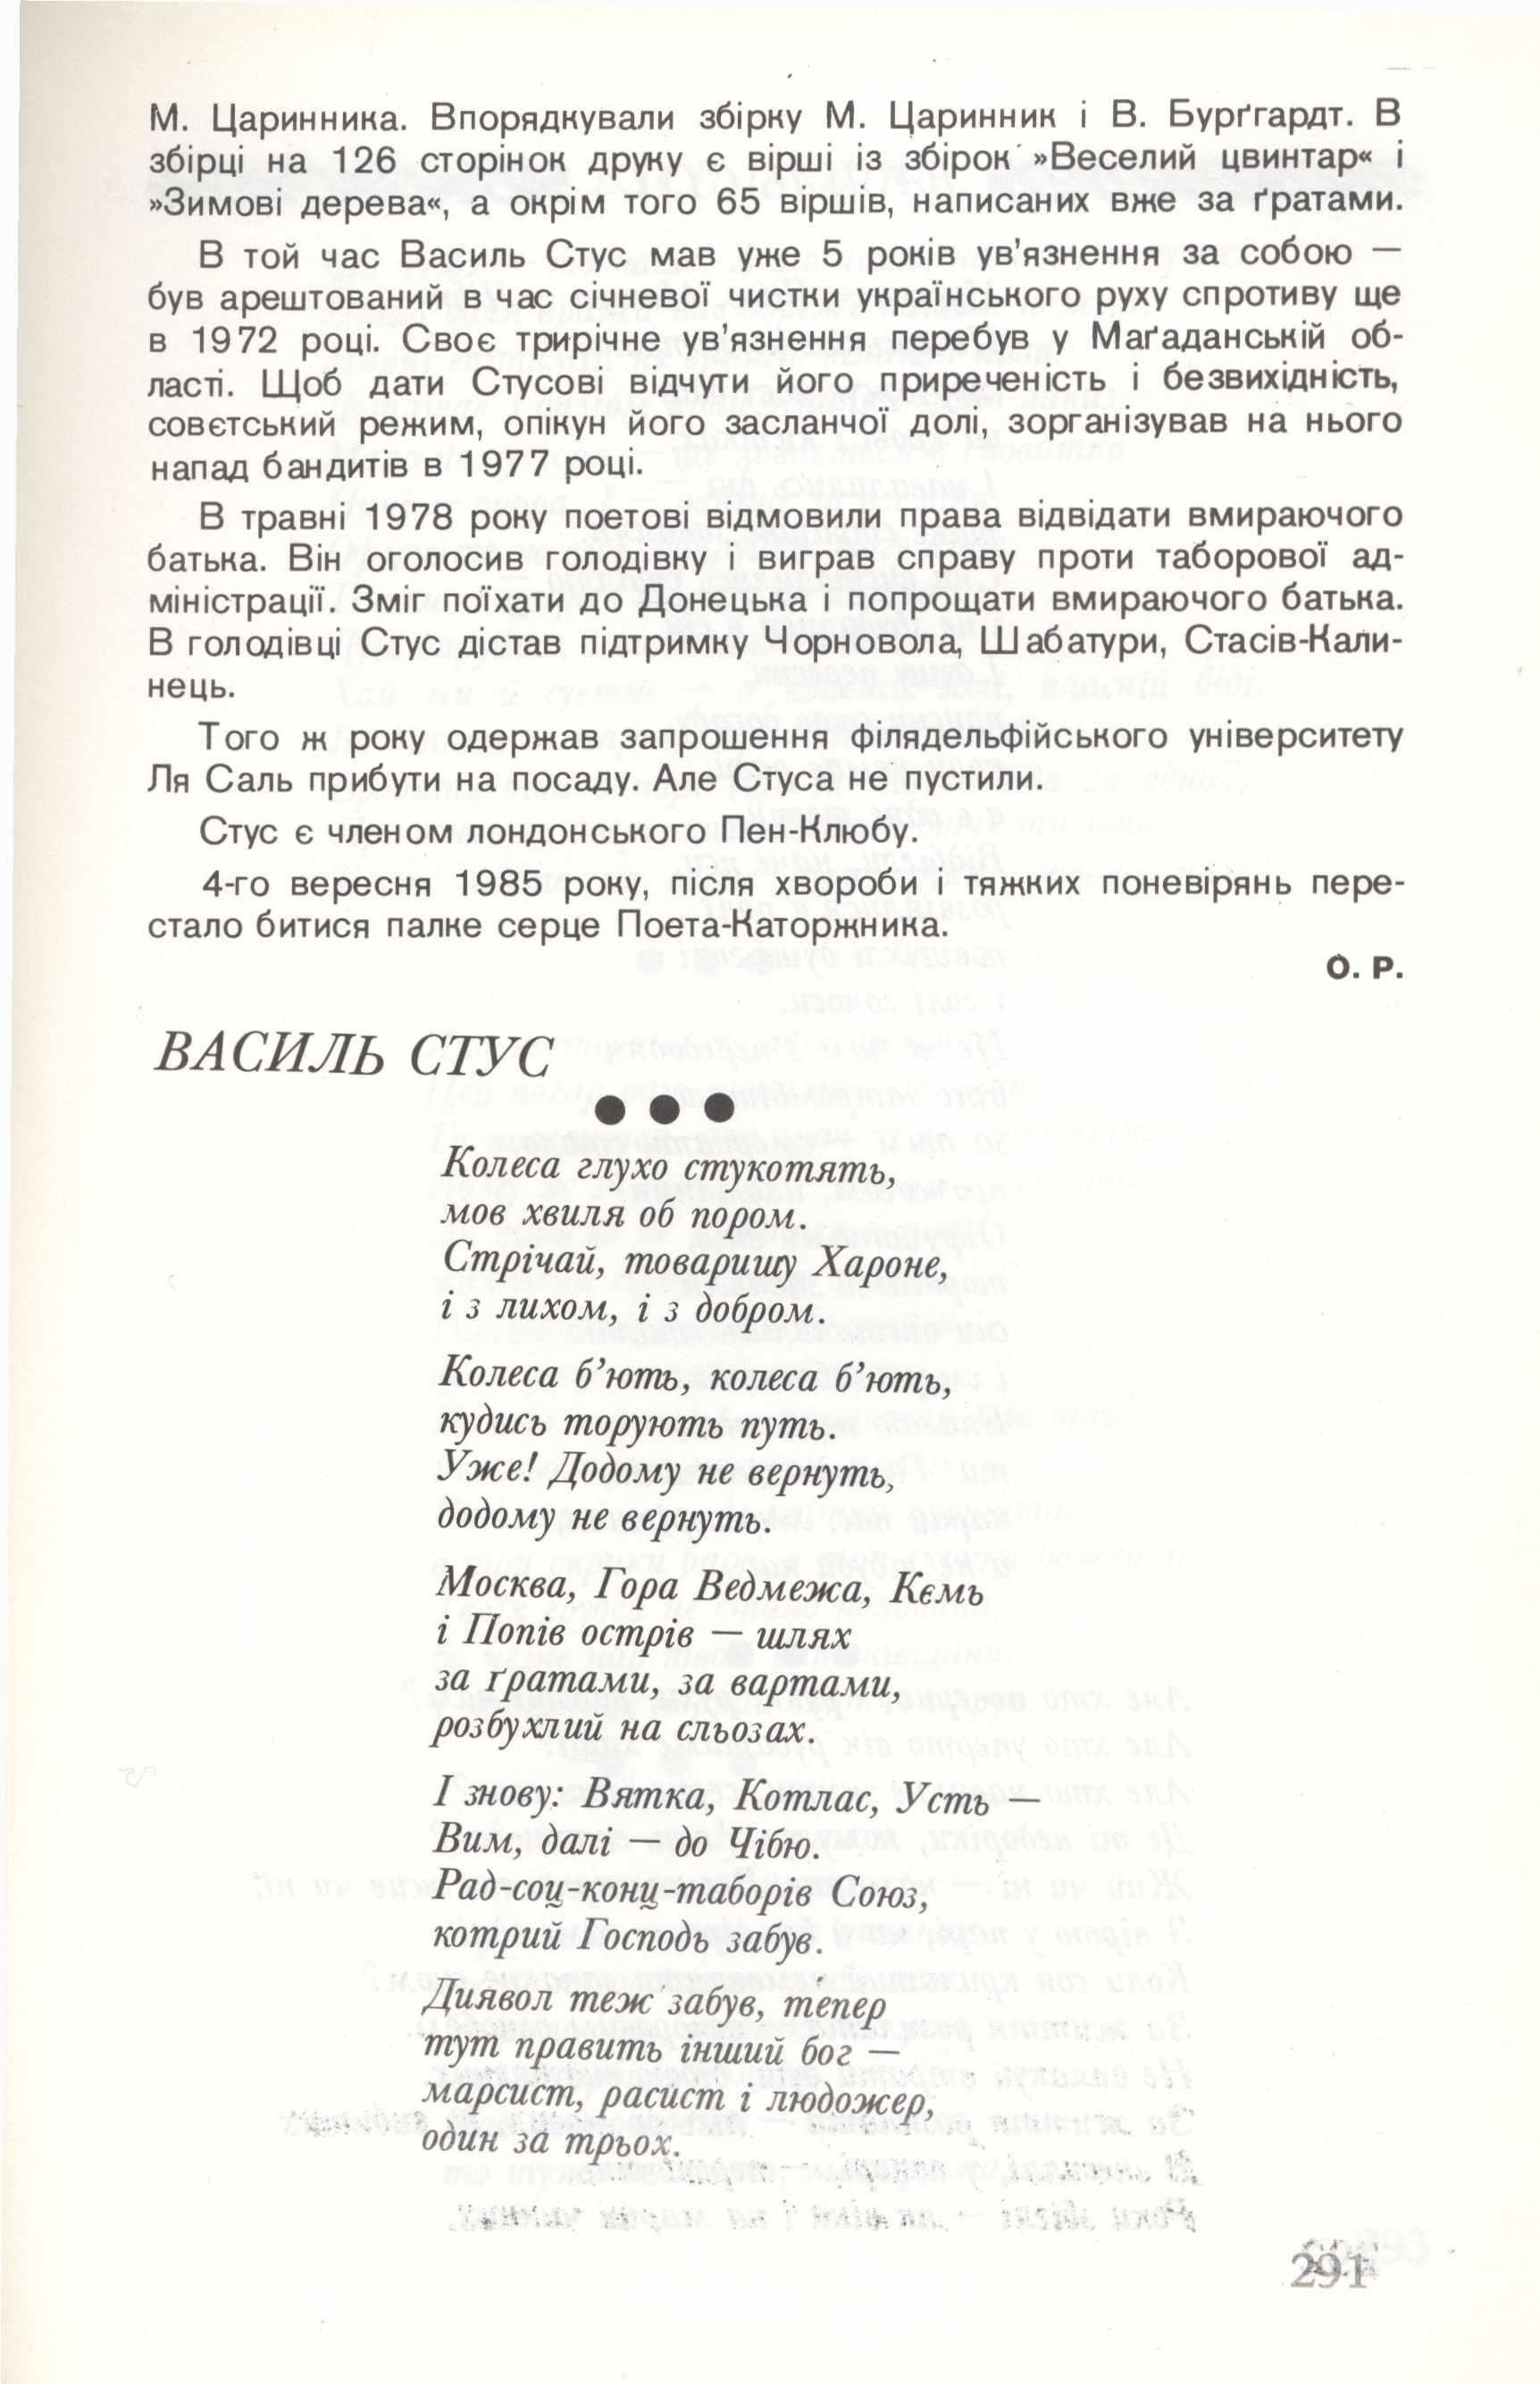 М. Царинника. Впорядкували збірку М. Царинник і В. Бурґгардт. В
збірці на 126 сторінок друку є вірші із збірок »Веселий цвинтар« і
»Зимові дерева«, а окрім того 65 віршів, написаних вже за ґратами.
В той час Василь Стус мав уже 5 років ув’язнення за собою —
був арештований в час січневої чистки українського руху спротиву ще
в 1972 році. Своє трирічне ув’язнення перебув у Маґаданській об-
ласті. Щоб дати Стусові відчути його приреченість і безвихідність,
совєтський режим, опікун його засланчої долі, зорганізував на нього
напад бандитів в 1977 році.
В травні 1978 року поетові відмовили права відвідати вмираючого
батька. Він оголосив голодівку і виграв справу проти таборової ад-
міністрації. Зміг поїхати до Донецька і попрощати вмираючого батька.
В голодівці Стус дістав підтримку Чорновола, Шабатури, Стасів-Кали-
нець.
Того ж року одержав запрошення філядельфійського університету
Ля Саль прибути на посаду. Але Стуса не пустили.
Стус є членом лондонського Пен-Клюбу.
4-го вересня 1985 року, після хвороби і тяжких поневірянь пере-
стало битися палке серце Поета-Каторжника.
О. Р.
ВАСИЛЬ СТУС
● ● ●
Колеса глухо стукотять,
мов хвиля об пором.
Стрічай, товаришу Хароне,
і з лихом, і з добром.
Колеса б’ють, колеса б’ють,
кудись торують путь.
Уже! Додому не вернуть,
додому не вернуть.
Москва, Гора Ведмежа, Кємь
і Попів острів — шлях
за ґратами, за вартами,
розбухлий на сльозах.
І знову: Вятка, Котлас, Усть —
Вим, далі — до Чібю.
Рад-соц-конц-таборів Союз,
котрий Господь забув.
Диявол теж забув, тепер
тут править інший бог —
марсист, расист і людожер,
один за трьох.
291